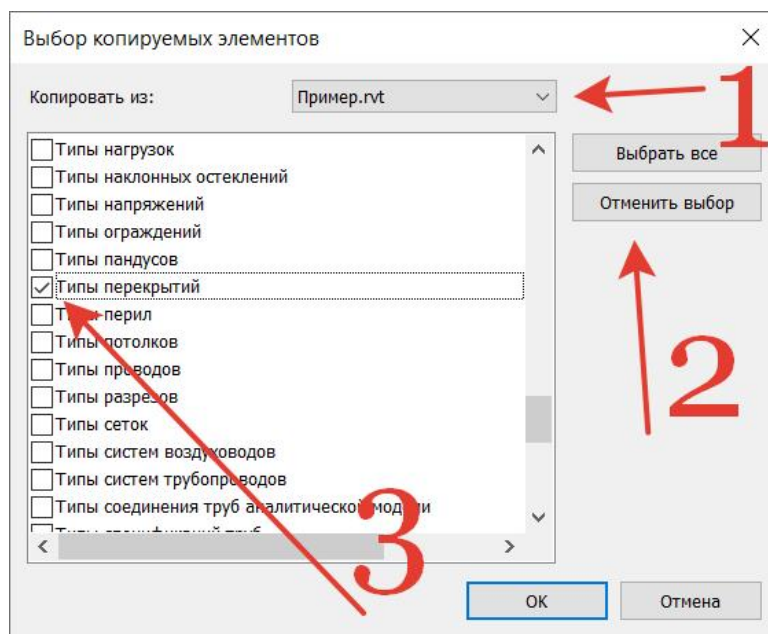 Выбор копируемых элементов
Копировать из: Пример.rvt
1
Типы нагрузок
Выбрать все
Типы наклонных остеклений
Типы напряжений
Отменить выбор
Типы ограждений
Типы пандусов
Типы перекрытий
Типы перил
Типы потолков
Типы проводов
2
Типы разрезов
Типы сеток
Типы систем воздуховодов
Типы систем трубопроводов
Типы соединения труб аналитической модели
3
OK
Отмена